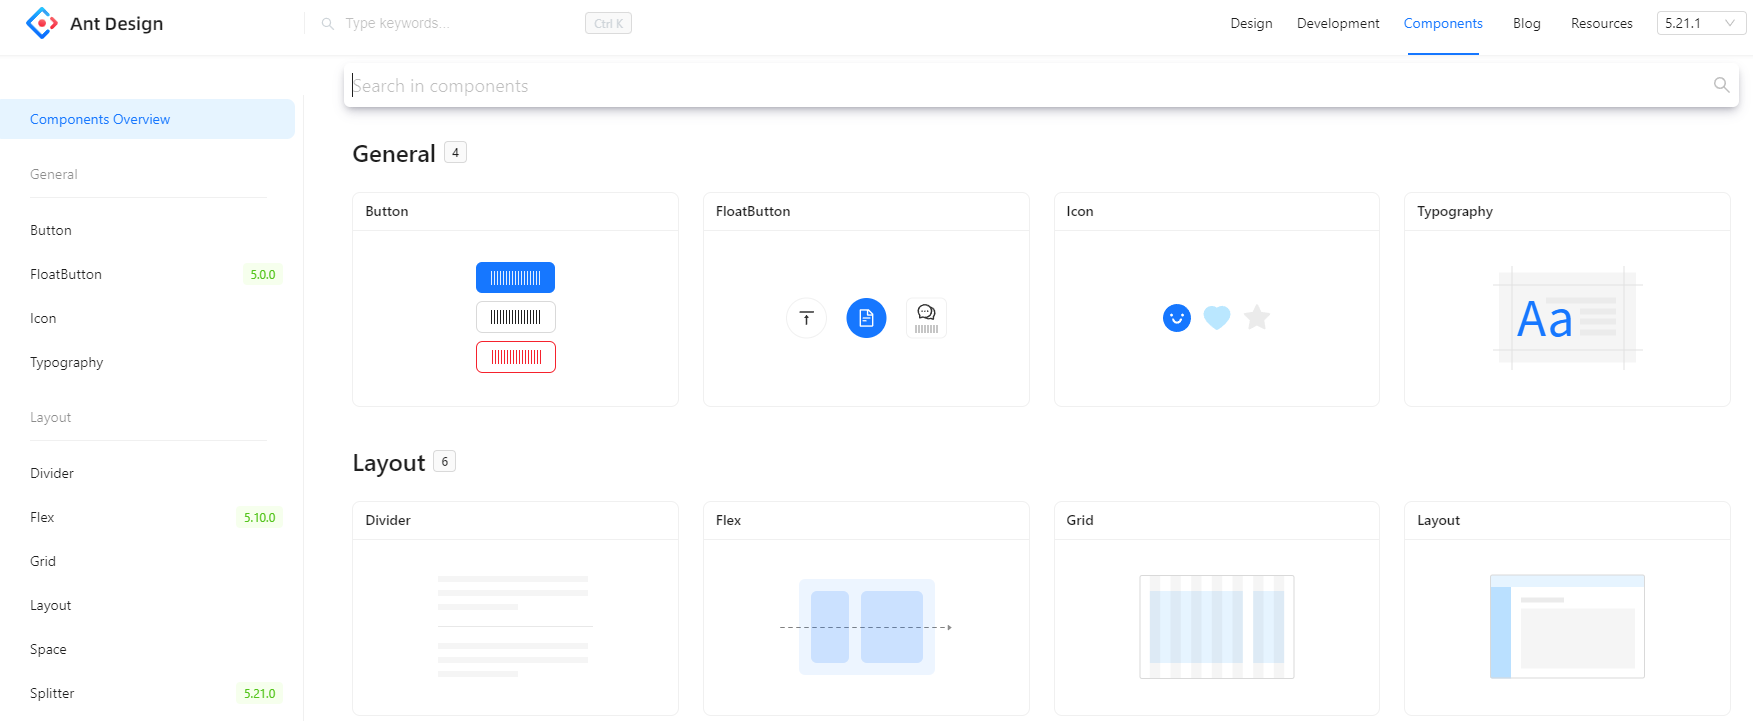 Ant Design
Type keywords...
Ctrl K
Design
Development
Components
Blog
Resources
5.21.1
Components Overview
General
Button
FloatButton 5.0.0
Icon
Typography
Layout
Divider
Flex 5.10.0
Grid
Layout
Space
Splitter 5.21.0
Search in components
General 4
Button
FloatButton
Icon
Typography
Aa
Layout 6
Divider
Flex
Grid
Layout